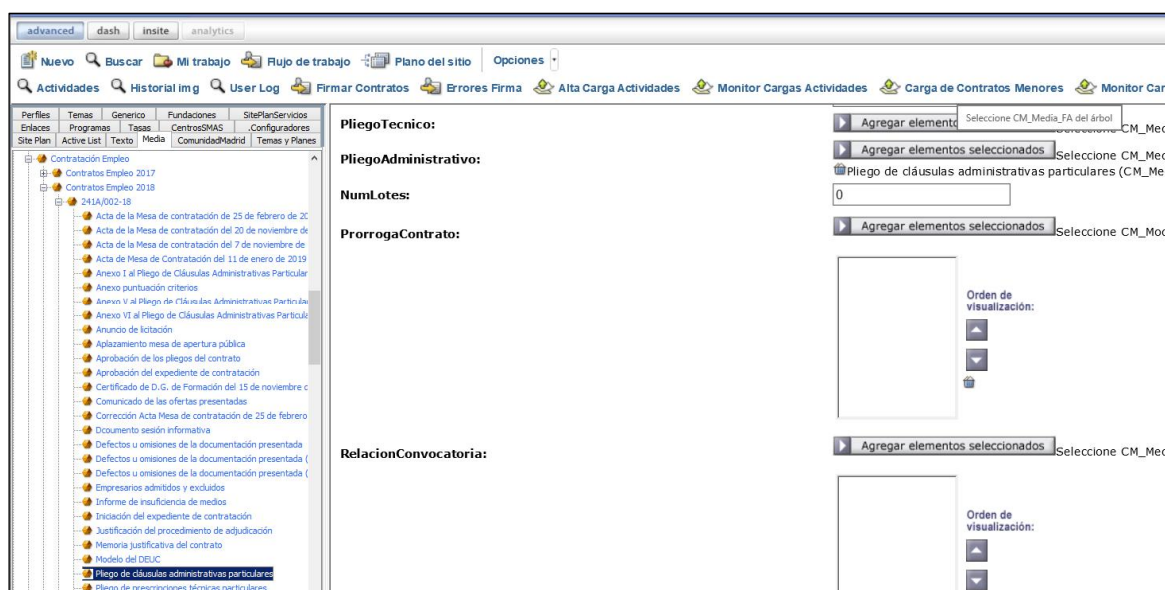 advanced dash insite analytics
Nuevo Buscar Mi trabajo Flujo de trabajo Plano del sitio Opciones
Actividades Historial img User Log Firmar Contratos Errores Firma Alta Carga Actividades Monitor Cargas Actividades Carga de Contratos Menores Monitor Car
Perfiles Temas Generico Fundaciones SitePlanServicios
Enlaces Programas Tasas CentrosSMAS .Configuradores
Site Plan Active List Texto Media ComunidadMadrid Temas y Planes
Contratación Empleo
Contratos Empleo 2017
Contratos Empleo 2018
241A/002-18
Acta de la Mesa de contratación de 25 de febrero de 20
Acta de la Mesa de contratación del 20 de noviembre de
Acta de la Mesa de contratación del 7 de noviembre de
Acta de Mesa de Contratación del 11 de enero de 2019
Anexo I al Pliego de Cláusulas Administrativas Particular
Anexo puntuación criterios
Anexo V al Pliego de Cláusulas Administrativas Particula
Anexo VI al Pliego de Cláusulas Administrativas Particula
Anuncio de licitación
Aplazamiento mesa de apertura pública
Aprobación de los pliegos del contrato
Aprobación del expediente de contratación
Certificado de D.G. de Formación del 15 de noviembre d
Comunicado de las ofertas presentadas
Corrección Acta Mesa de contratación de 25 de febrero
Dcoumento sesión informativa
Defectos u omisiones de la documentación presentada
Defectos u omisiones de la documentación presentada (
Defectos u omisiones de la documentación presentada (
Empresarios admitidos y excluidos
Informe de insuficiencia de medios
Iniciación del expediente de contratación
Justificación del procedimiento de adjudicación
Memoria justificativa del contrato
Modelo del DEUC
Pliego de cláusulas administrativas particulares
Pliego de prescripciones técnicas particulares
PliegoTecnico:
Agregar elemento
Seleccione CM_Media_FA del árbol
CM_Med
PliegoAdministrativo:
Agregar elementos seleccionados Seleccione CM_Med
Pliego de cláusulas administrativas particulares (CM_Me
NumLotes:
0
ProrrogaContrato:
Agregar elementos seleccionados Seleccione CM_Mod
Orden de
visualización:
RelacionConvocatoria:
Agregar elementos seleccionados Seleccione CM_Med
Orden de
visualización: